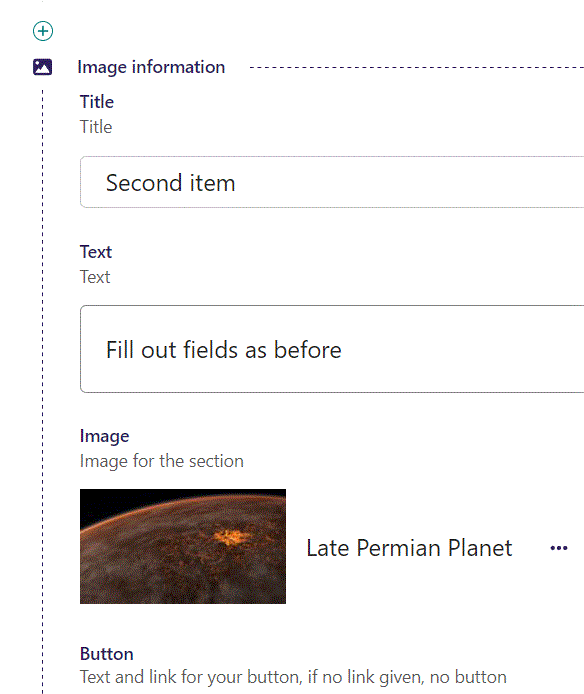 Image information
Title
Title
Second item
Text
Text
Fill out fields as before
Image
Image for the section
Late Permian Planet
Button
Text and link for your button, if no link given, no button